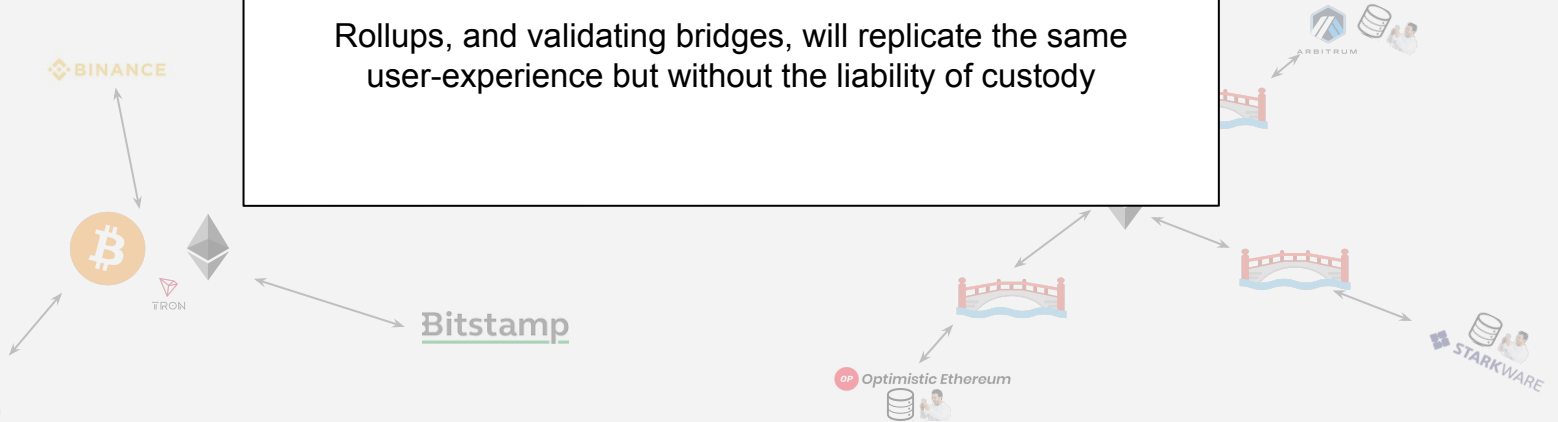 Rollups, and validating bridges, will replicate the same
user-experience but without the liability of custody
BINANCE
ARBITRUM
TRON
Bitstamp
OP Optimistic Ethereum
STARKWARE